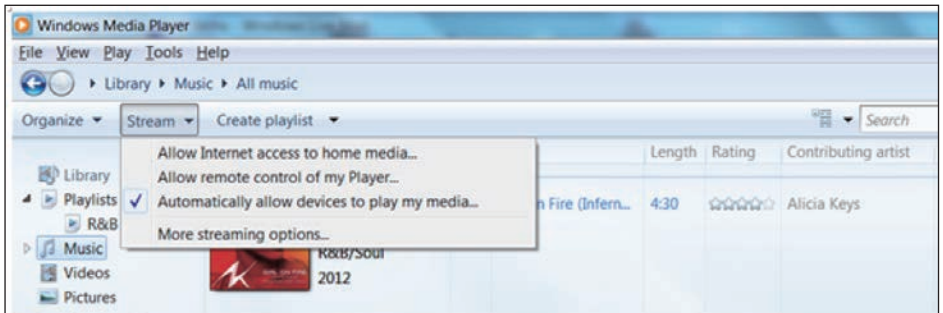 Windows Media Player
File View Play Tools Help
Library ▸ Music ▸ All music
Organize Stream Create playlist Search
Allow Internet access to home media...
Allow remote control of my Player...
Automatically allow devices to play my media...
More streaming options...
Length Rating Contributing artist
Library
Playlists
R&B
Music
Videos
Pictures
n Fire (Infern... 4:30 Alicia Keys
R&B/Soul
2012